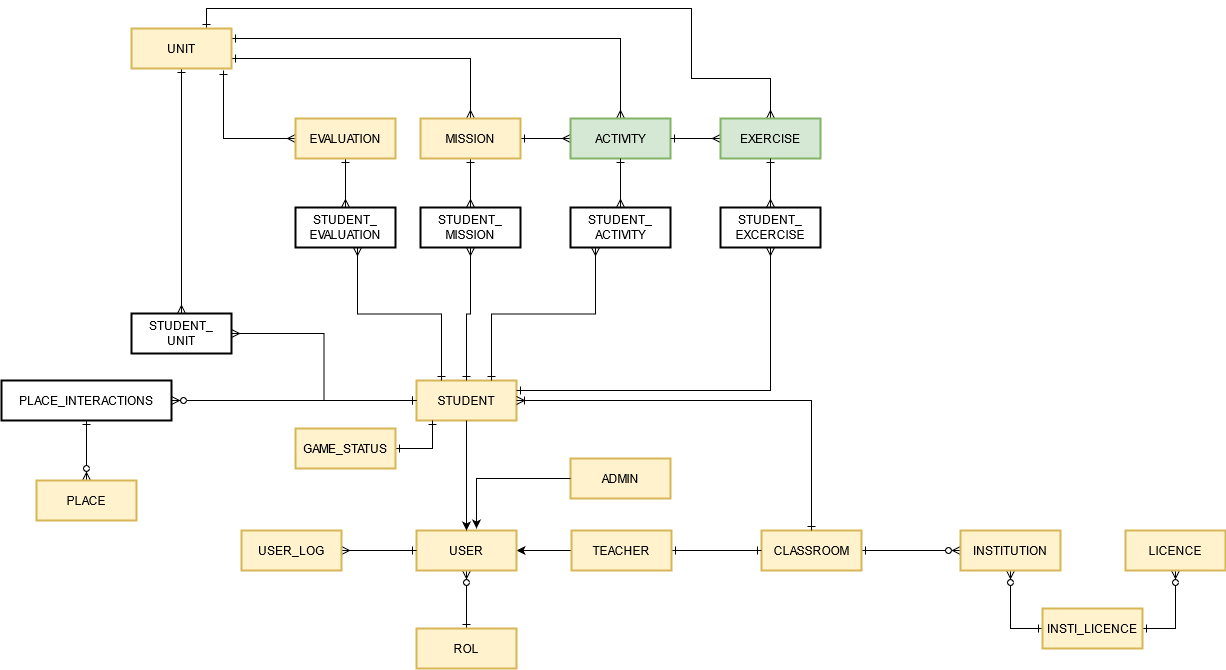 UNIT
EVALUATION
MISSION
ACTIVITY
EXERCISE
STUDENT_
EVALUATION
STUDENT_
MISSION
STUDENT_
ACTIVITY
STUDENT_
EXCERCISE
STUDENT_
UNIT
PLACE_INTERACTIONS
STUDENT
GAME_STATUS
ADMIN
PLACE
USER_LOG
USER
TEACHER
CLASSROOM
INSTITUTION
LICENCE
INSTI_LICENCE
ROL